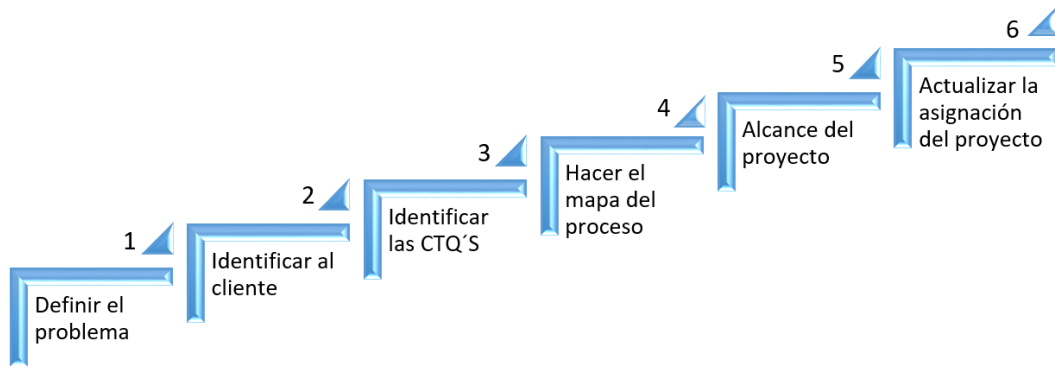 1
Definir el
problema
2
Identificar al
cliente
3
Identificar
las CTQ´S
4
Hacer el
mapa del
proceso
5
Alcance del
proyecto
6
Actualizar la
asignación
del proyecto